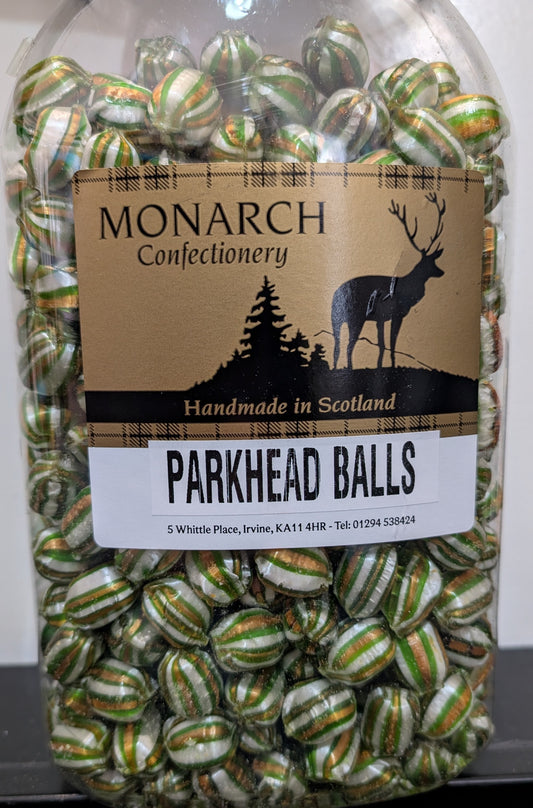 MONARCH
Confectionery
Handmade in Scotland
PARKHEAD BALLS
5 Whittle Place, Irvine, KA11 4HR - Tel: 01294 538424